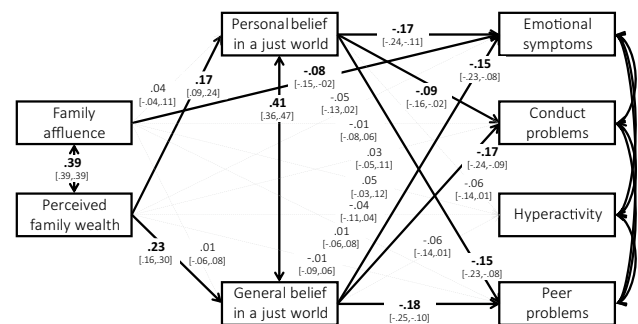 Personal belief
in a just world
-.17
[-.24,-.11]
Emotional
symptoms
-.15
[-.23,-.08]
-.08
[-.15,-.02]
.04
[-.04,.11]
.17
[.09,.24]
-.09
[-.16,-.02]
.41
[.36,.47]
-.05
[-.13,.02]
-.01
[-.08,.06]
Family
affluence
Conduct
problems
.39
[.39,.39]
.03
[-.05,.11]
-.17
[-.24,-.09]
.05
[-.03,.12]
-.06
[-.14,.01]
Perceived
family wealth
-.04
[-.11,.04]
Hyperactivity
.01
[-.06,.08]
.23
[.16,.30]
.01
[-.06,.08]
-.06
[-.14,.01]
-.01
[-.09,.06]
-.15
[-.23,-.08]
General belief
in a just world
-.18
[-.25,-.10]
Peer
problems